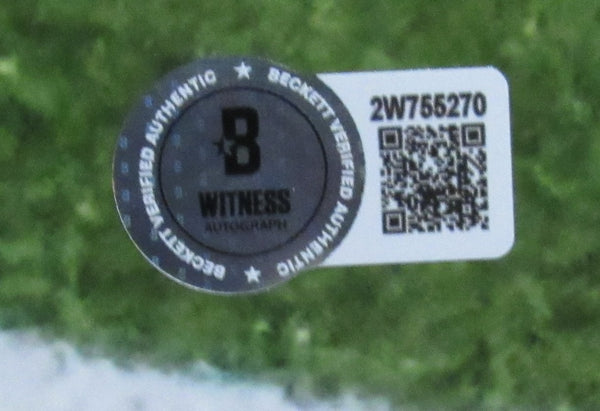 BECKETT VERIFIED AUTHENTIC ★ BECKETT VERIFIED AUTHENTIC ★
B
WITNESS
AUTOGRAPH
2W755270